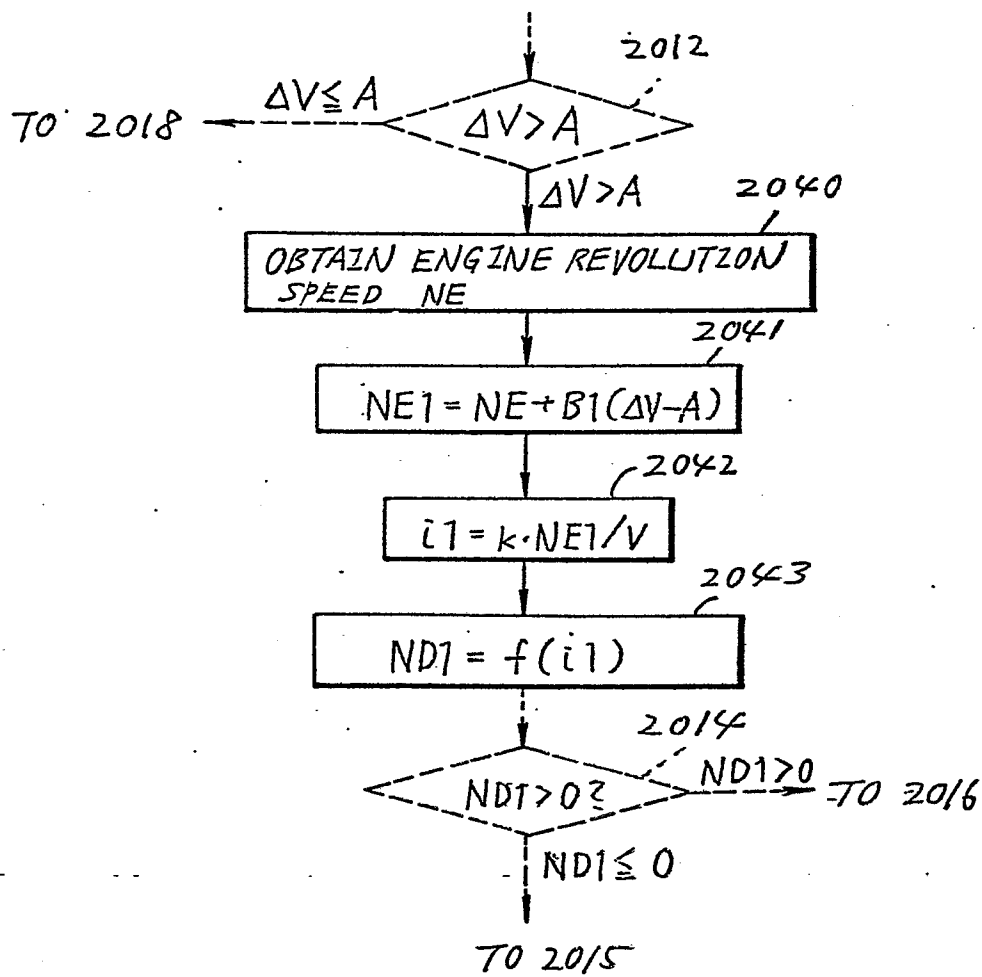 2012
ΔV≦A
TO 2018
ΔV>A
ΔV>A
2040
OBTAIN ENGINE REVOLUTION
SPEED NE
2041
NE1=NE+B1(ΔV-A)
2042
i1=k·NE1/V
2043
ND1=f(i1)
2014
ND1>0?
ND1>0
TO 2016
ND1≦0
TO 2015